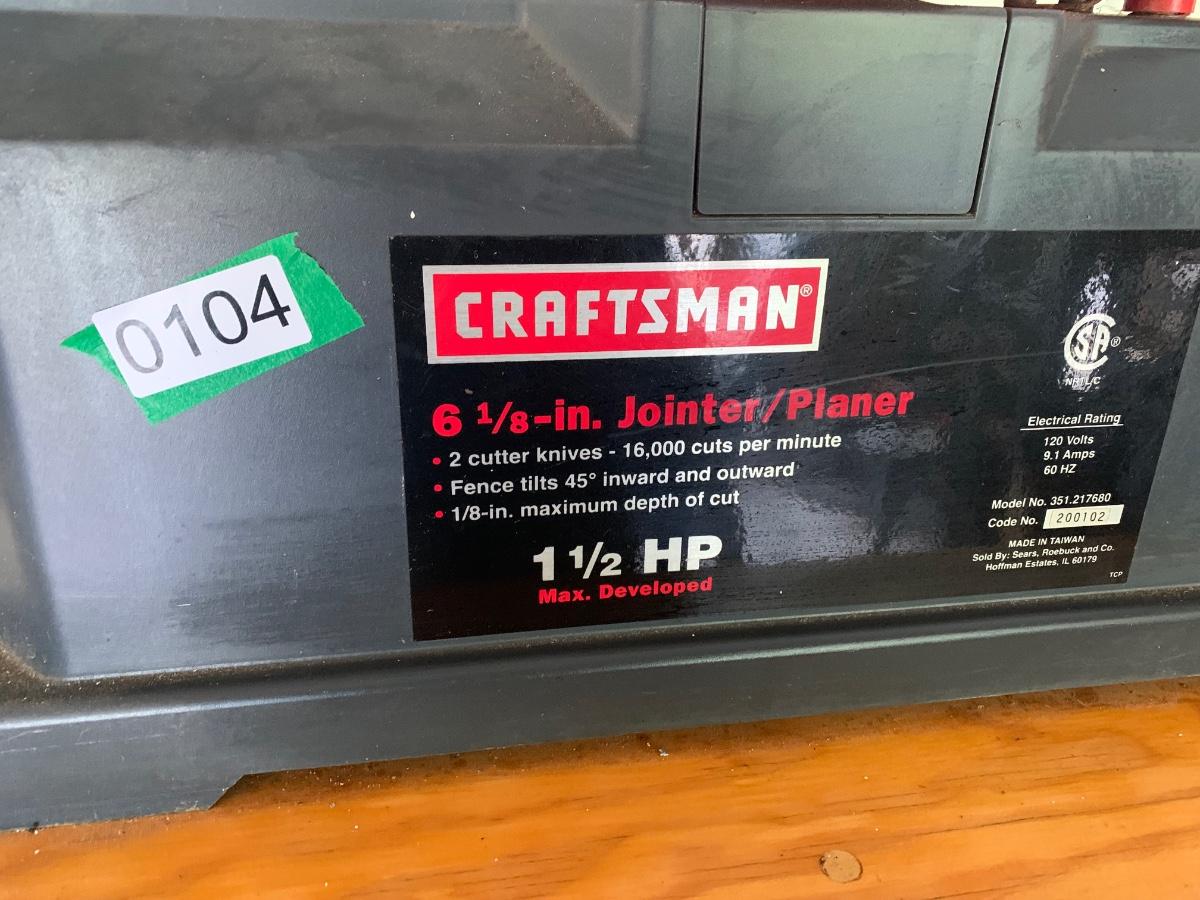 0104
CRAFTSMAN®
6 1/8-in. Jointer/Planer
• 2 cutter knives - 16,000 cuts per minute
• Fence tilts 45° inward and outward
• 1/8-in. maximum depth of cut
1 1/2 HP
Max. Developed
SA®
NRTL/C
Electrical Rating
120 Volts
9.1 Amps
60 HZ
Model No. 351.217680
Code No. 200102
MADE IN TAIWAN
Sold By: Sears, Roebuck and Co.
Hoffman Estates, IL 60179
TCP